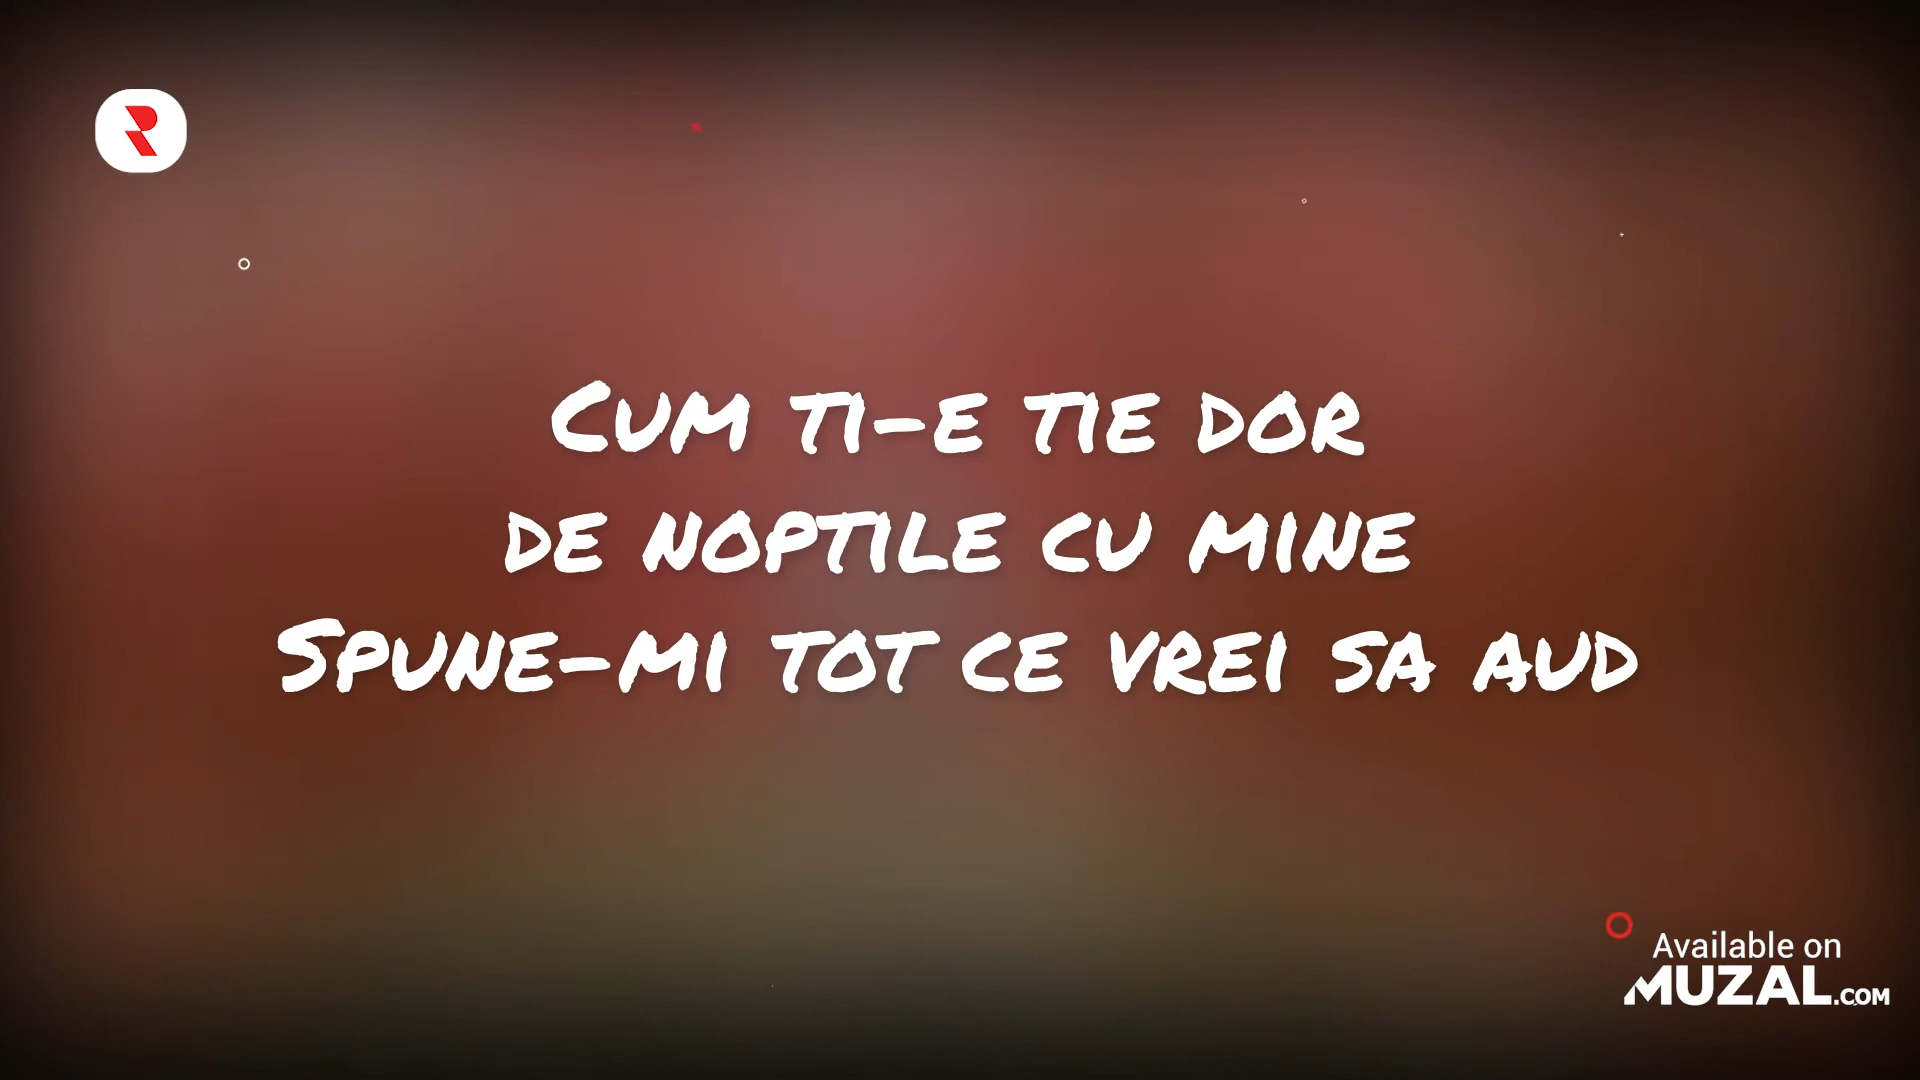 Cum ti-e tie dor
de noptile cu mine
Spune-mi tot ce vrei sa aud
Available on
MUZAL.COM